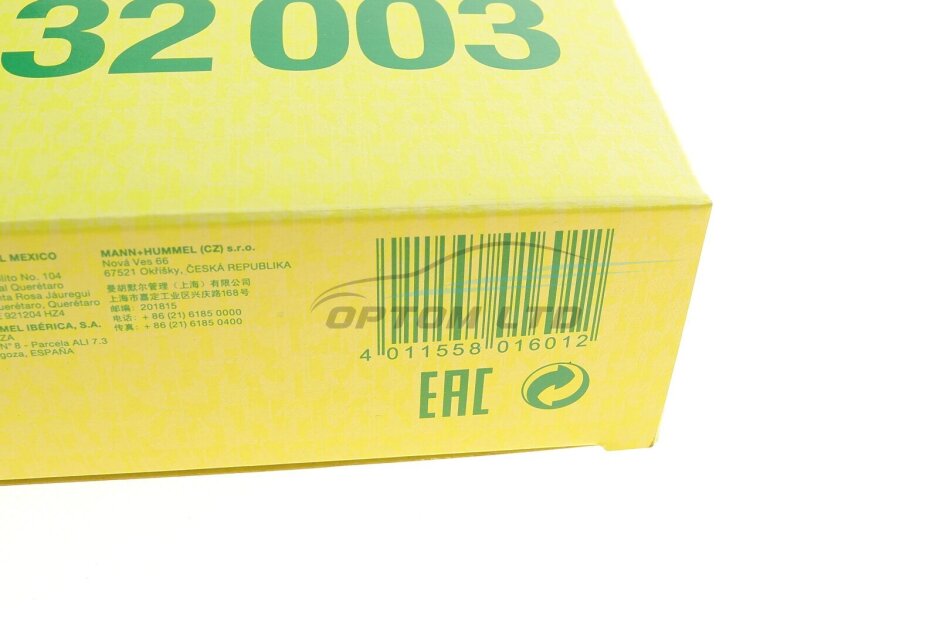 32 003
L MEXICO
lito No. 104
al Querétaro
nta Rosa Jáuregui
uerétaro, Querétaro
E 921204 HZ4
MEL IBÉRICA, S.A.
ZA
N° 8 - Parcela ALI 7.3
goza, ESPAÑA
MANN+HUMMEL (CZ) s.r.o.
Nová Ves 66
67521 Okříšky, ČESKÁ REPUBLIKA
曼胡默尔管理（上海）有限公司
上海市嘉定工业区兴庆路168号
邮编: 201815
电话: + 86 (21) 6185 0000
传真: + 86 (21) 6185 0400
OPTOM LTD
4 011558 016012
EAC